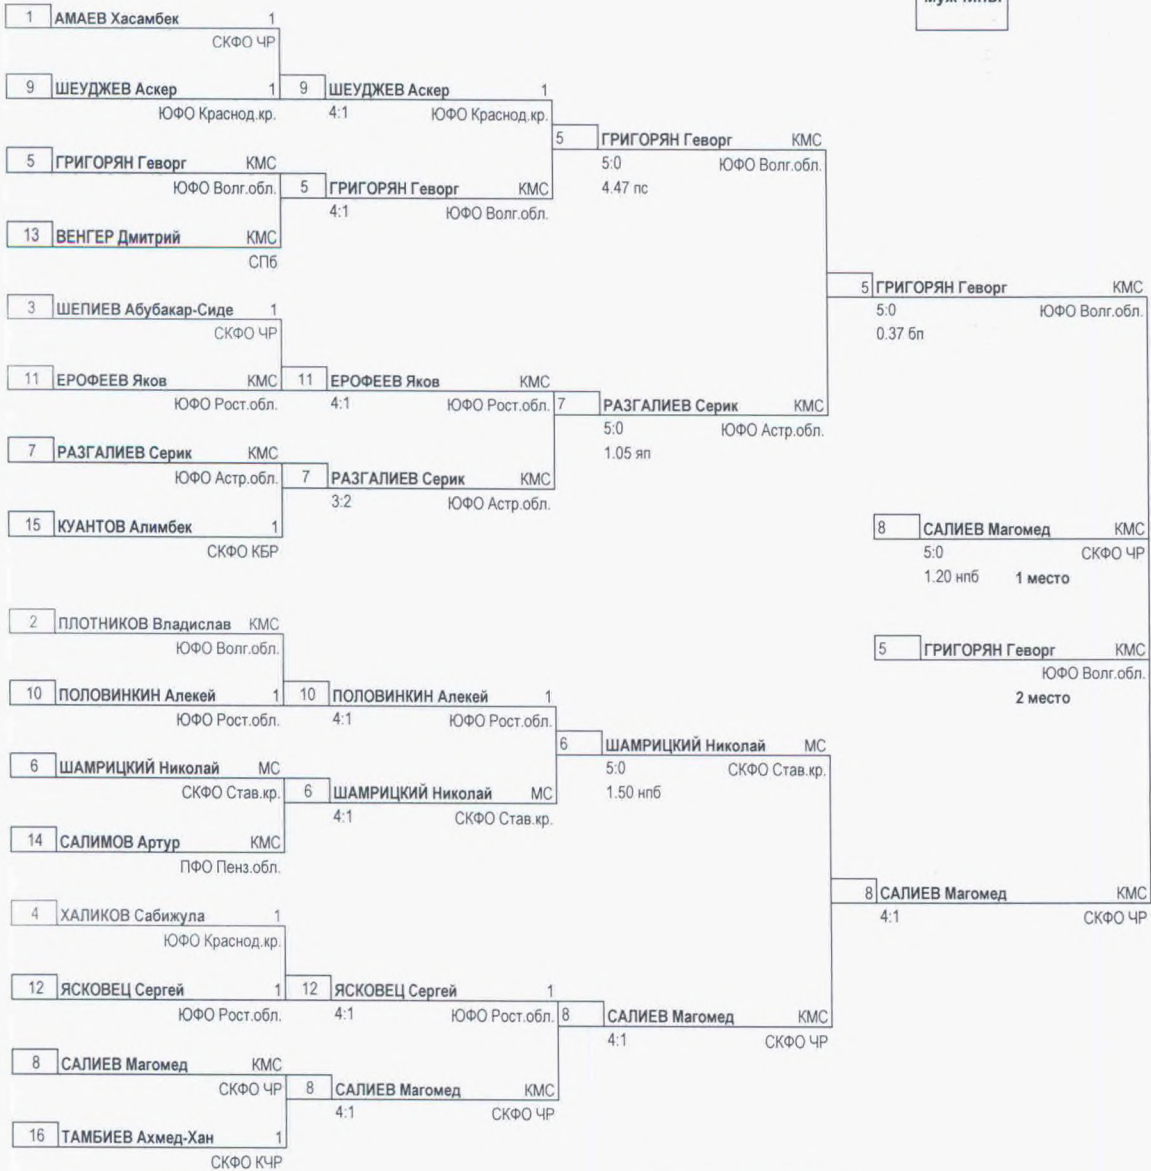 мужчины
1 АМАЕВ Хасамбек 1
СКФО ЧР
9 ШЕУДЖЕВ Аскер 1 9 ШЕУДЖЕВ Аскер 1
ЮФО Краснод.кр. 4:1 ЮФО Краснод.кр.
5 ГРИГОРЯН Геворг КМС
5 ГРИГОРЯН Геворг КМС 5:0 ЮФО Волг.обл.
ЮФО Волг.обл. 5 ГРИГОРЯН Геворг КМС 4.47 пс
4:1 ЮФО Волг.обл.
13 ВЕНГЕР Дмитрий КМС
СПб
5 ГРИГОРЯН Геворг КМС
3 ШЕПИЕВ Абубакар-Сиде 1 5:0 ЮФО Волг.обл.
СКФО ЧР 0.37 бп
11 ЕРОФЕЕВ Яков КМС 11 ЕРОФЕЕВ Яков КМС
ЮФО Рост.обл. 4:1 ЮФО Рост.обл. 7 РАЗГАЛИЕВ Серик КМС
5:0 ЮФО Астр.обл.
7 РАЗГАЛИЕВ Серик КМС 1.05 яп
ЮФО Астр.обл. 7 РАЗГАЛИЕВ Серик КМС
3:2 ЮФО Астр.обл.
15 КУАНТОВ Алимбек 1 8 САЛИЕВ Магомед КМС
СКФО КБР 5:0 СКФО ЧР
1.20 нпб 1 место
2 ПЛОТНИКОВ Владислав КМС
ЮФО Волг.обл. 5 ГРИГОРЯН Геворг КМС
ЮФО Волг.обл.
10 ПОЛОВИНКИН Алекей 1 10 ПОЛОВИНКИН Алекей 1 2 место
ЮФО Рост.обл. 4:1 ЮФО Рост.обл.
6 ШАМРИЦКИЙ Николай МС
6 ШАМРИЦКИЙ Николай МС 5:0 СКФО Став.кр.
СКФО Став.кр. 6 ШАМРИЦКИЙ Николай МС 1.50 нпб
4:1 СКФО Став.кр.
14 САЛИМОВ Артур КМС
ПФО Пенз.обл.
8 САЛИЕВ Магомед КМС
4 ХАЛИКОВ Сабижула 1 4:1 СКФО ЧР
ЮФО Краснод.кр.
12 ЯСКОВЕЦ Сергей 1 12 ЯСКОВЕЦ Сергей 1
ЮФО Рост.обл. 4:1 ЮФО Рост.обл. 8 САЛИЕВ Магомед КМС
4:1 СКФО ЧР
8 САЛИЕВ Магомед КМС
СКФО ЧР 8 САЛИЕВ Магомед КМС
4:1 СКФО ЧР
16 ТАМБИЕВ Ахмед-Хан 1
СКФО КЧР